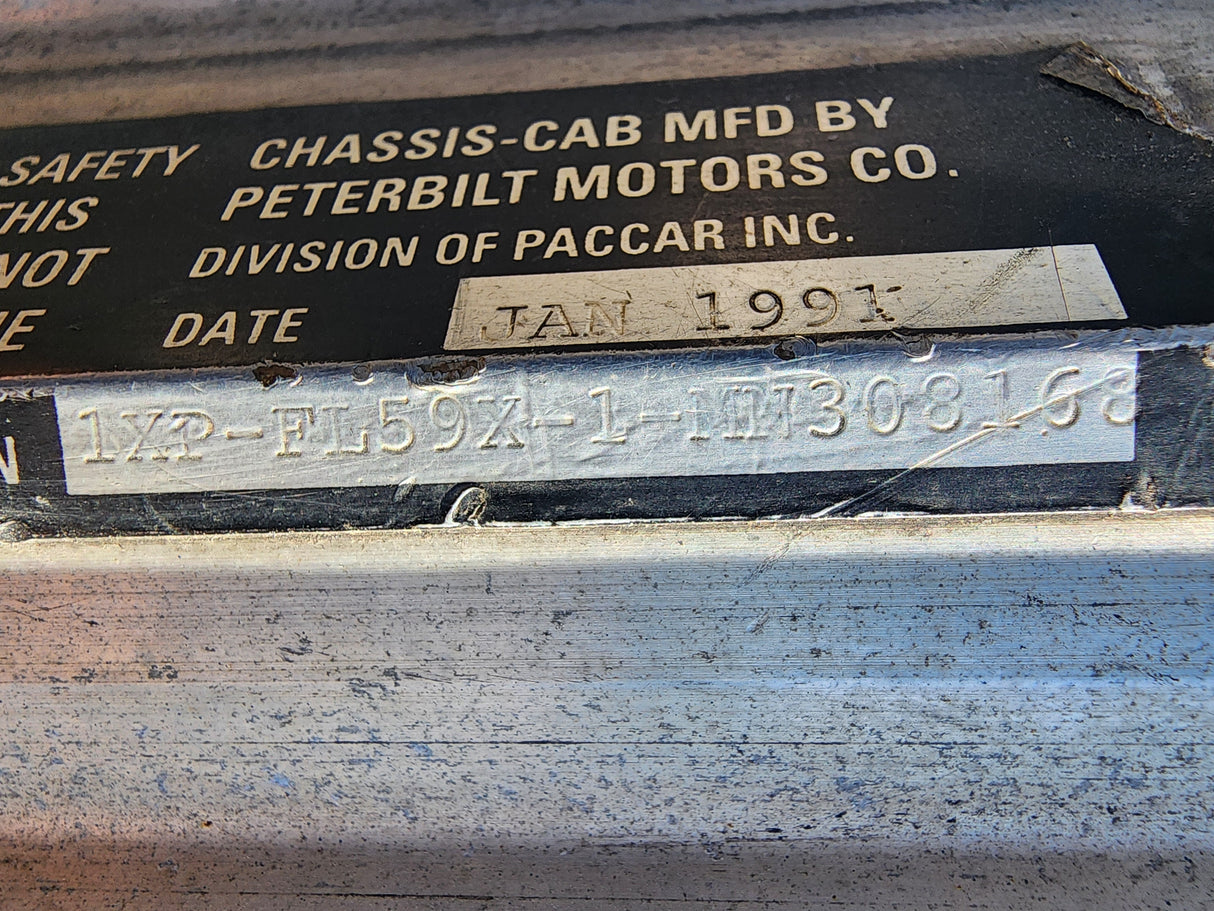 SAFETY CHASSIS-CAB MFD BY
THIS PETERBILT MOTORS CO.
NOT DIVISION OF PACCAR INC.
DATE JAN 1991
1XP-FL59X-1-MN308168